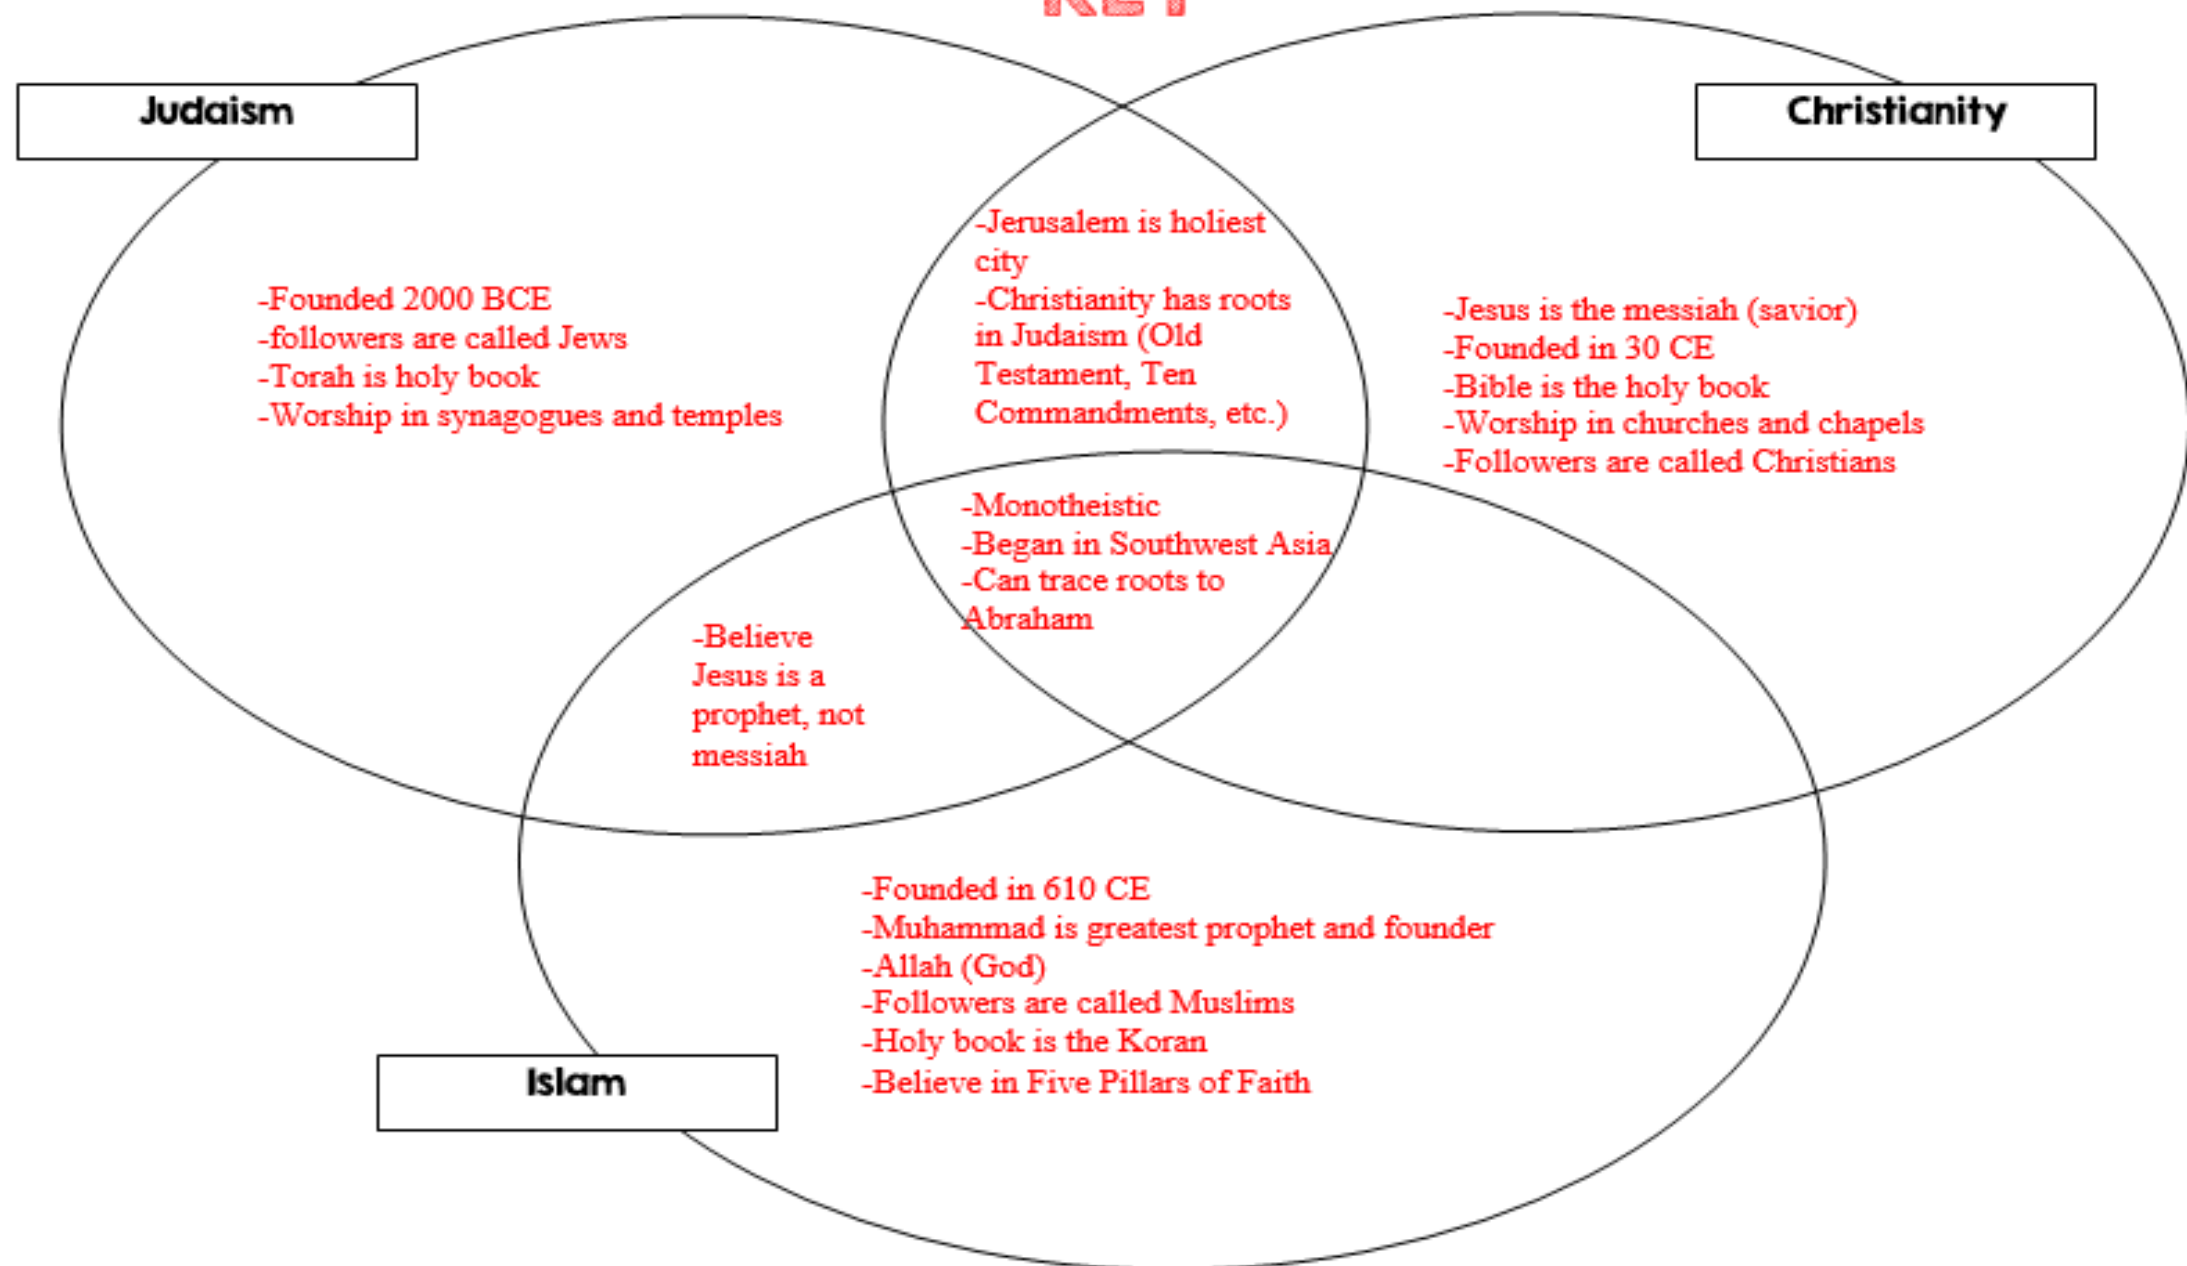 KEY
Judaism
Christianity
-Founded 2000 BCE
-followers are called Jews
-Torah is holy book
-Worship in synagogues and temples
-Jerusalem is holiest
city
-Christianity has roots
in Judaism (Old
Testament, Ten
Commandments, etc.)
-Jesus is the messiah (savior)
-Founded in 30 CE
-Bible is the holy book
-Worship in churches and chapels
-Followers are called Christians
-Monotheistic
-Began in Southwest Asia
-Can trace roots to
Abraham
-Believe
Jesus is a
prophet, not
messiah
-Founded in 610 CE
-Muhammad is greatest prophet and founder
-Allah (God)
-Followers are called Muslims
-Holy book is the Koran
-Believe in Five Pillars of Faith
Islam